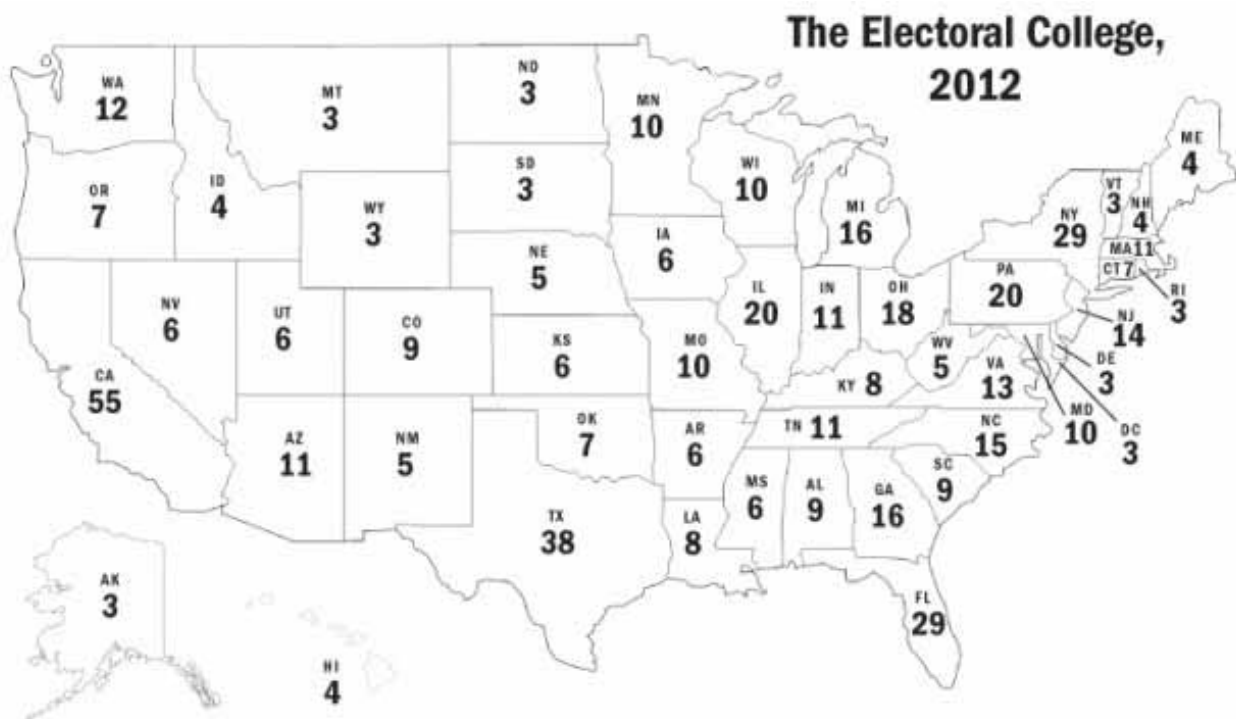 The Electoral College,
2012
WA
12
MT
3
ND
3
MN
10
ME
4
OR
7
ID
4
WY
3
SD
3
WI
10
MI
16
NY
29
VT
3
NH
4
MA 11
CT 7
RI
3
NV
6
UT
6
CO
9
NE
5
IA
6
IL
20
IN
11
OH
18
PA
20
NJ
14
CA
55
KS
6
MO
10
KY 8
WV
5
VA
13
DE
3
MD
10
DC
3
AZ
11
NM
5
OK
7
AR
6
TN 11
NC
15
SC
9
TX
38
LA
8
MS
6
AL
9
GA
16
FL
29
AK
3
HI
4